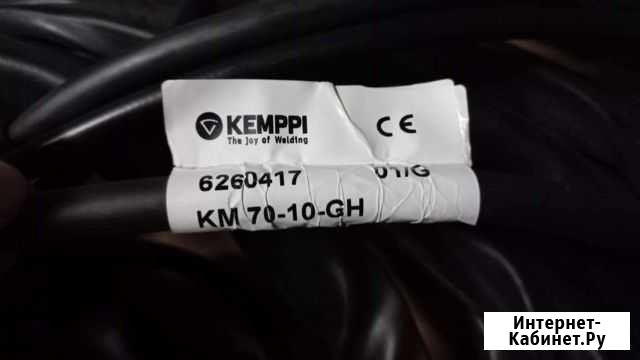 KEMPPI
The Joy of Welding
CE
6260417
KM 70-10-GH
Интернет-
Кабинет.Ру